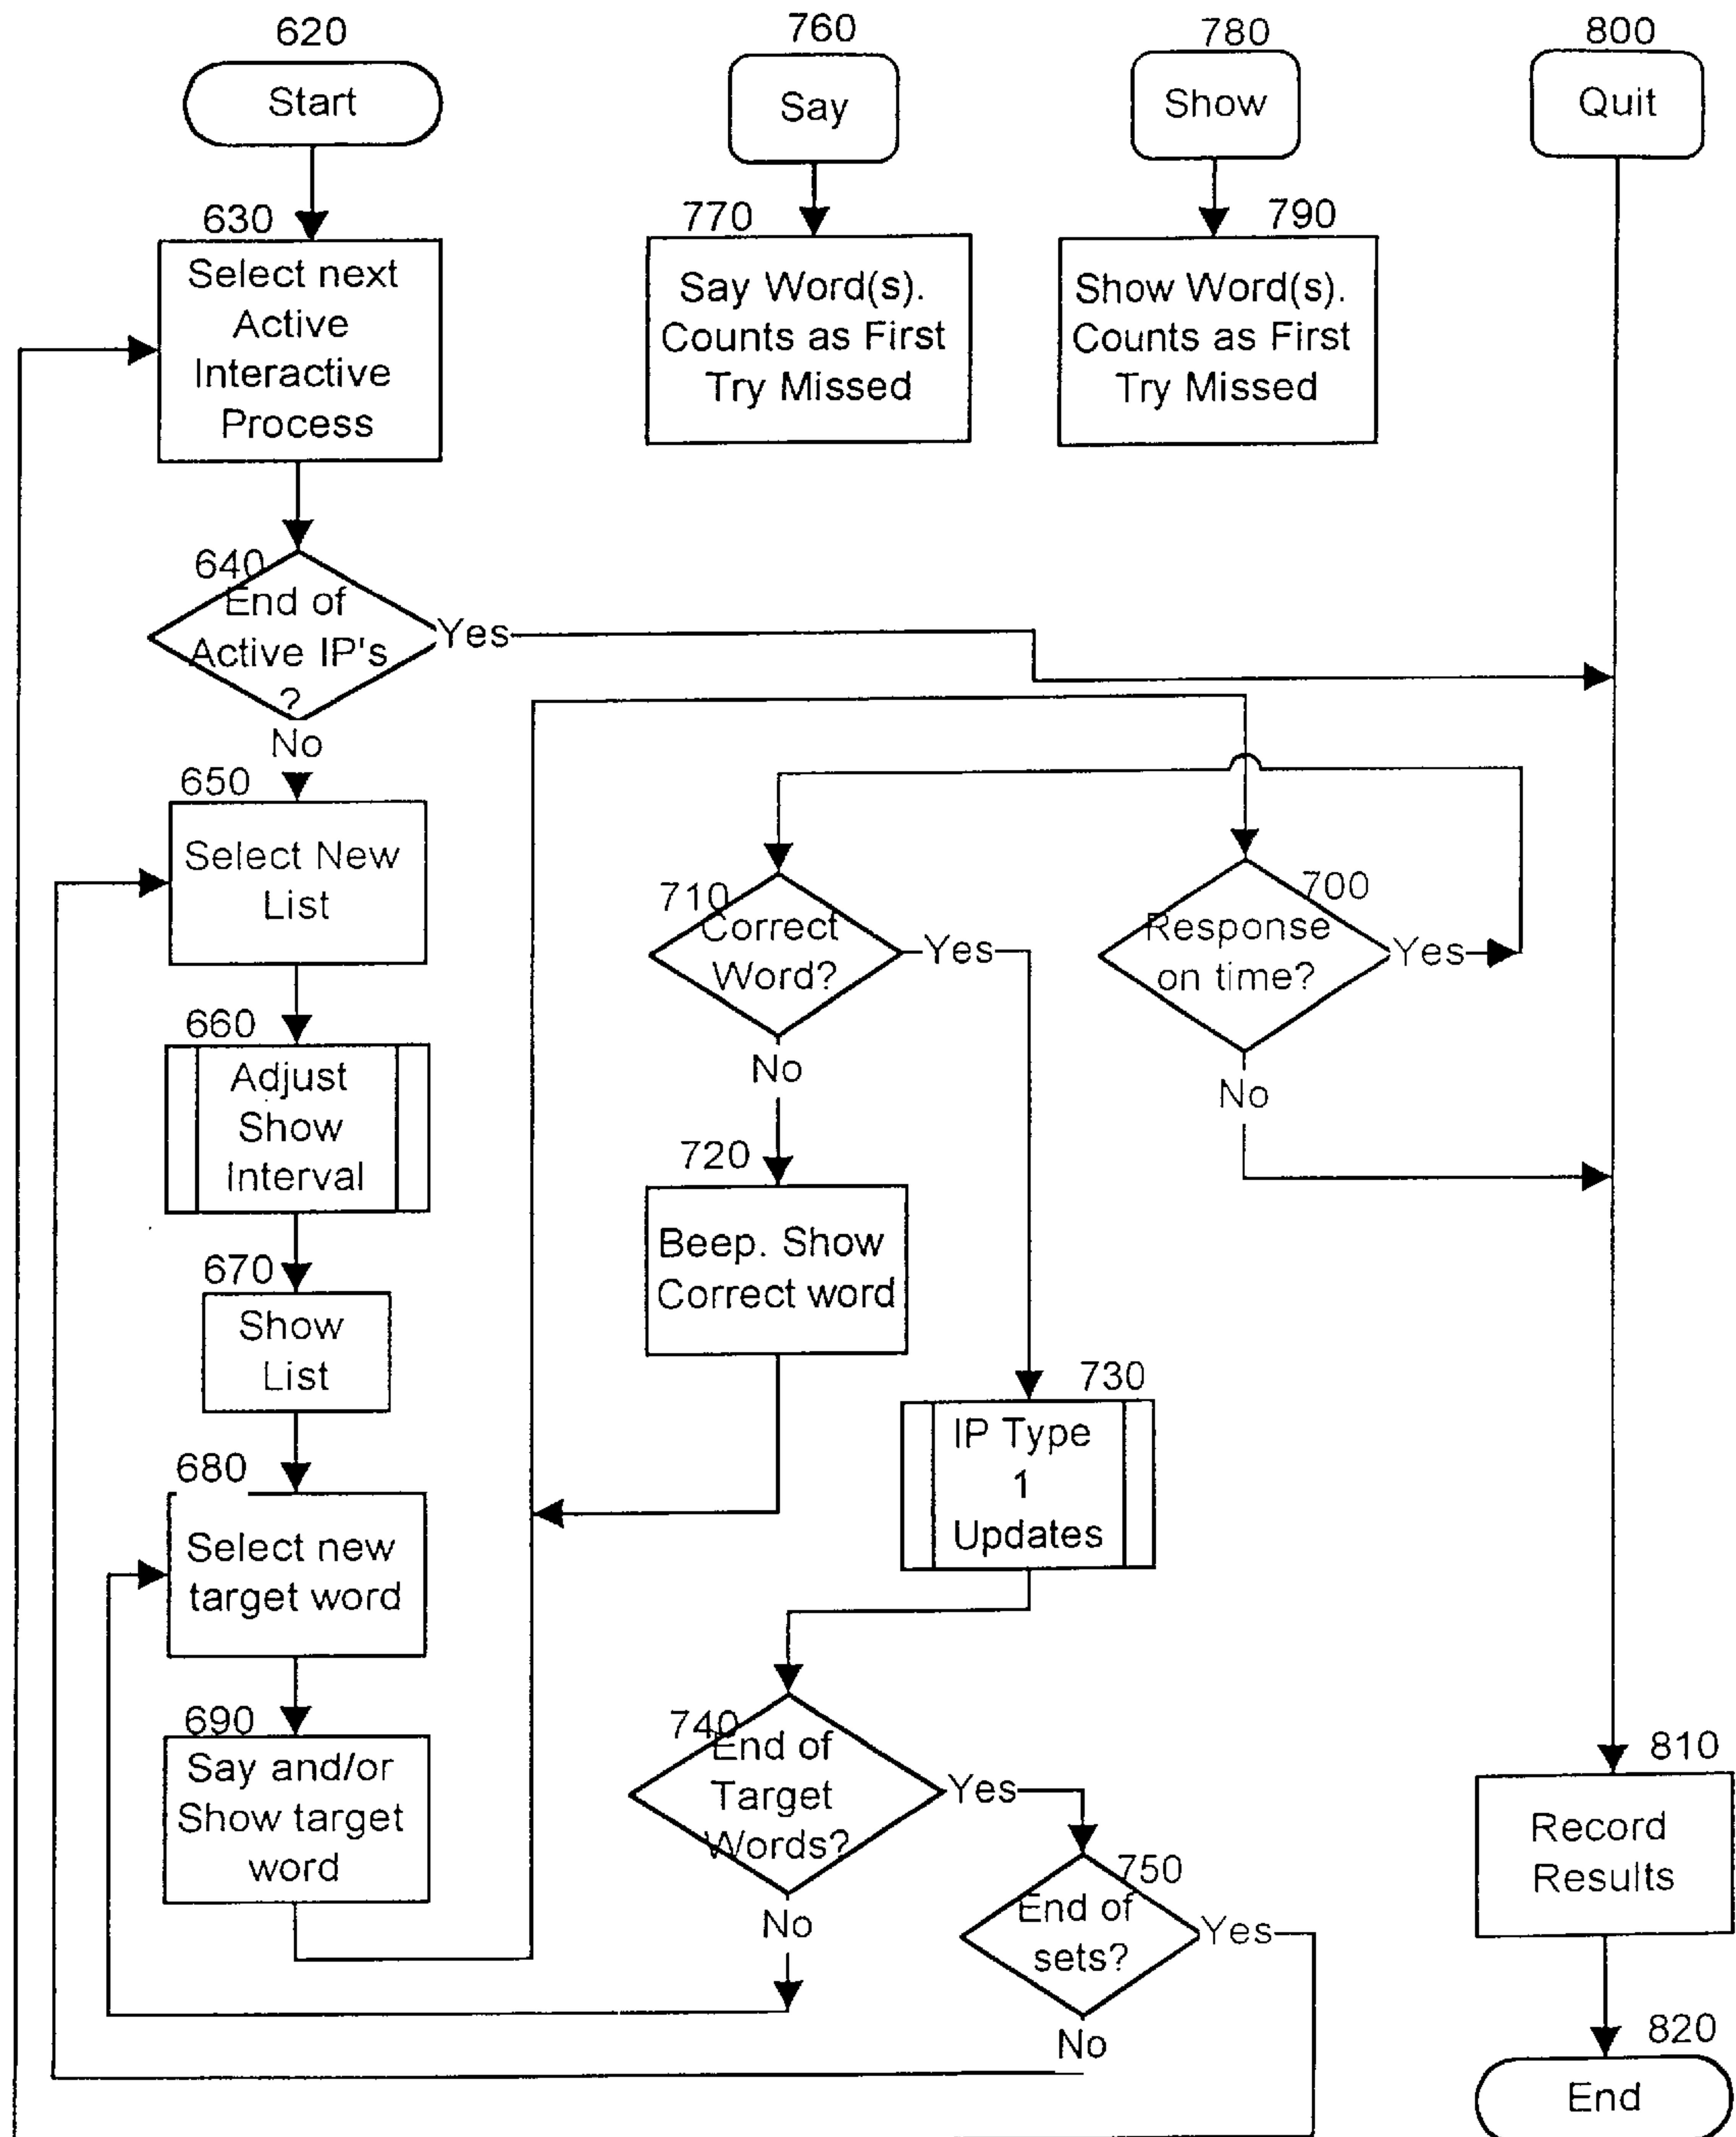 620
Start
760
Say
780
Show
800
Quit
630
Select next
Active
Interactive
Process
770
Say Word(s).
Counts as First
Try Missed
790
Show Word(s).
Counts as First
Try Missed
640
End of
Active IP's
?
Yes
No
650
Select New
List
660
Adjust
Show
Interval
670
Show
List
680
Select new
target word
690
Say and/or
Show target
word
700
Response
on time?
Yes
No
710
Correct
Word?
Yes
No
720
Beep. Show
Correct word
730
IP Type
1
Updates
740
End of
Target
Words?
Yes
No
750
End of
sets?
Yes
No
810
Record
Results
820
End